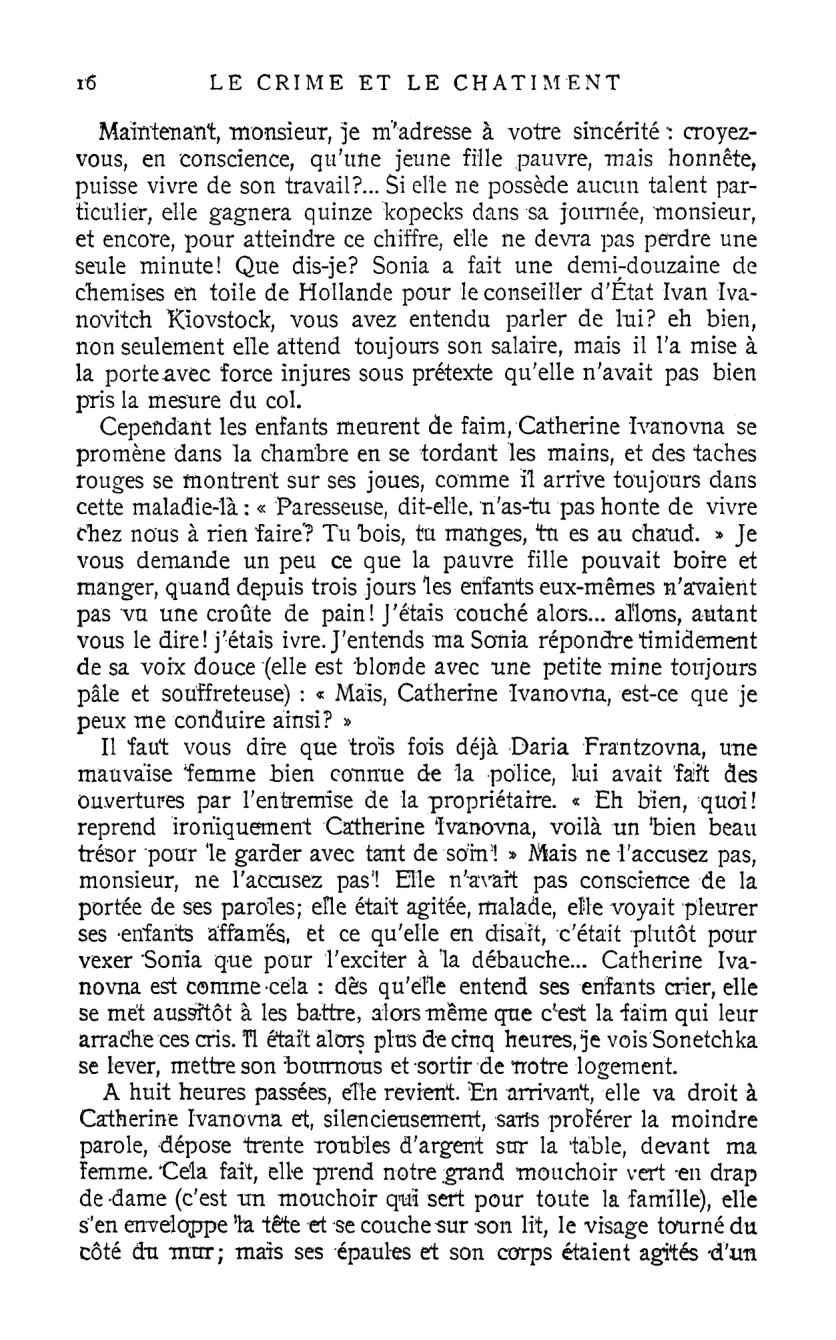 16 LE CRIME ET LE CHATIMENT
Maintenant, monsieur, je m'adresse à votre sincérité : croyez-
vous, en conscience, qu'une jeune fille pauvre, mais honnête,
puisse vivre de son travail?... Si elle ne possède aucun talent par-
ticulier, elle gagnera quinze kopecks dans sa journée, monsieur,
et encore, pour atteindre ce chiffre, elle ne devra pas perdre une
seule minute! Que dis-je? Sonia a fait une demi-douzaine de
chemises en toile de Hollande pour le conseiller d'État Ivan Iva-
novitch Kiovstock, vous avez entendu parler de lui? eh bien,
non seulement elle attend toujours son salaire, mais il l'a mise à
la porte avec force injures sous prétexte qu'elle n'avait pas bien
pris la mesure du col.
Cependant les enfants meurent de faim, Catherine Ivanovna se
promène dans la chambre en se tordant les mains, et des taches
rouges se montrent sur ses joues, comme il arrive toujours dans
cette maladie-là : « Paresseuse, dit-elle, n'as-tu pas honte de vivre
chez nous à rien faire? Tu bois, tu manges, tu es au chaud. » Je
vous demande un peu ce que la pauvre fille pouvait boire et
manger, quand depuis trois jours les enfants eux-mêmes n'avaient
pas vu une croûte de pain! J'étais couché alors... allons, autant
vous le dire! j'étais ivre. J'entends ma Sonia répondre timidement
de sa voix douce (elle est blonde avec une petite mine toujours
pâle et souffreteuse) : « Mais, Catherine Ivanovna, est-ce que je
peux me conduire ainsi? »
Il faut vous dire que trois fois déjà Daria Frantzovna, une
mauvaise femme bien connue de la police, lui avait fait des
ouvertures par l'entremise de la propriétaire. « Eh bien, quoi!
reprend ironiquement Catherine Ivanovna, voilà un bien beau
trésor pour le garder avec tant de soin! » Mais ne l'accusez pas,
monsieur, ne l'accusez pas! Elle n'avait pas conscience de la
portée de ses paroles; elle était agitée, malade, elle voyait pleurer
ses enfants affamés, et ce qu'elle en disait, c'était plutôt pour
vexer Sonia que pour l'exciter à la débauche... Catherine Iva-
novna est comme cela : dès qu'elle entend ses enfants crier, elle
se met aussitôt à les battre, alors même que c'est la faim qui leur
arrache ces cris. Il était alors plus de cinq heures, je vois Sonetchka
se lever, mettre son bournous et sortir de notre logement.
A huit heures passées, elle revient. En arrivant, elle va droit à
Catherine Ivanovna et, silencieusement, sans proférer la moindre
parole, dépose trente roubles d'argent sur la table, devant ma
femme. Cela fait, elle prend notre grand mouchoir vert en drap
de dame (c'est un mouchoir qui sert pour toute la famille), elle
s'en enveloppe la tête et se couche sur son lit, le visage tourné du
côté du mur; mais ses épaules et son corps étaient agités d'un